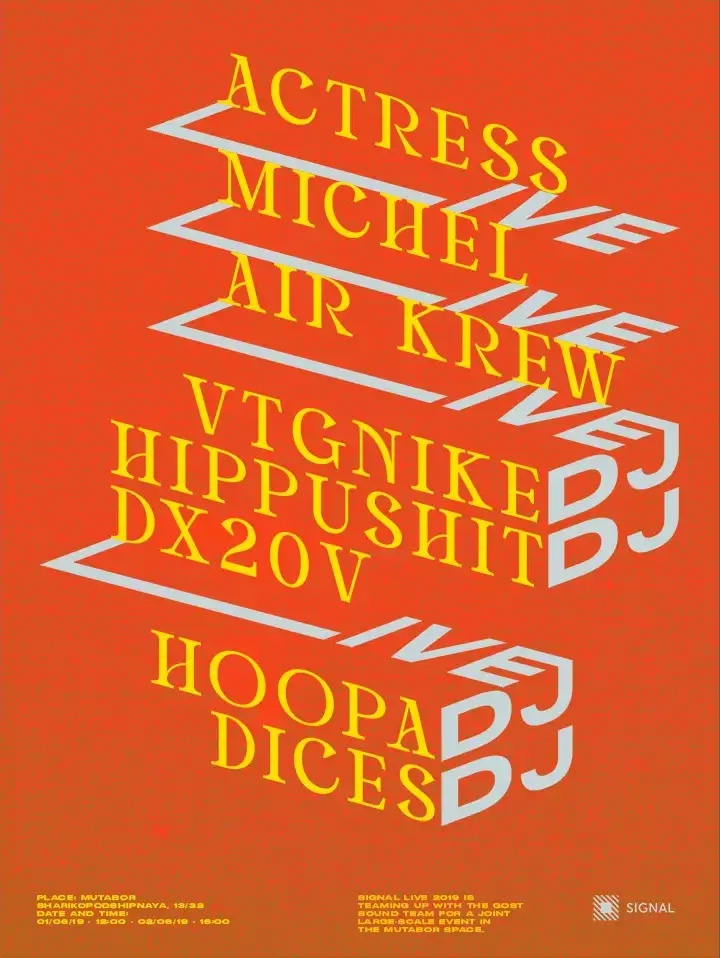 ACTRESS
LIVE
MICHEL
LIVE
AIR KREW
LIVE
VTGNIKE DJ
HIPPUSHIT DJ
DX20V
LIVE
HOOPA DJ
DICES DJ
PLACE: MUTABOR
SHARIKOPODSHIPNAYA, 13/32
DATE AND TIME:
01/06/19 - 12:00 - 02/06/19 - 16:00
SIGNAL LIVE 2019 IS
TEAMING UP WITH THE GOST
SOUND TEAM FOR A JOINT
LARGE-SCALE EVENT IN
THE MUTABOR SPACE.
SIGNAL